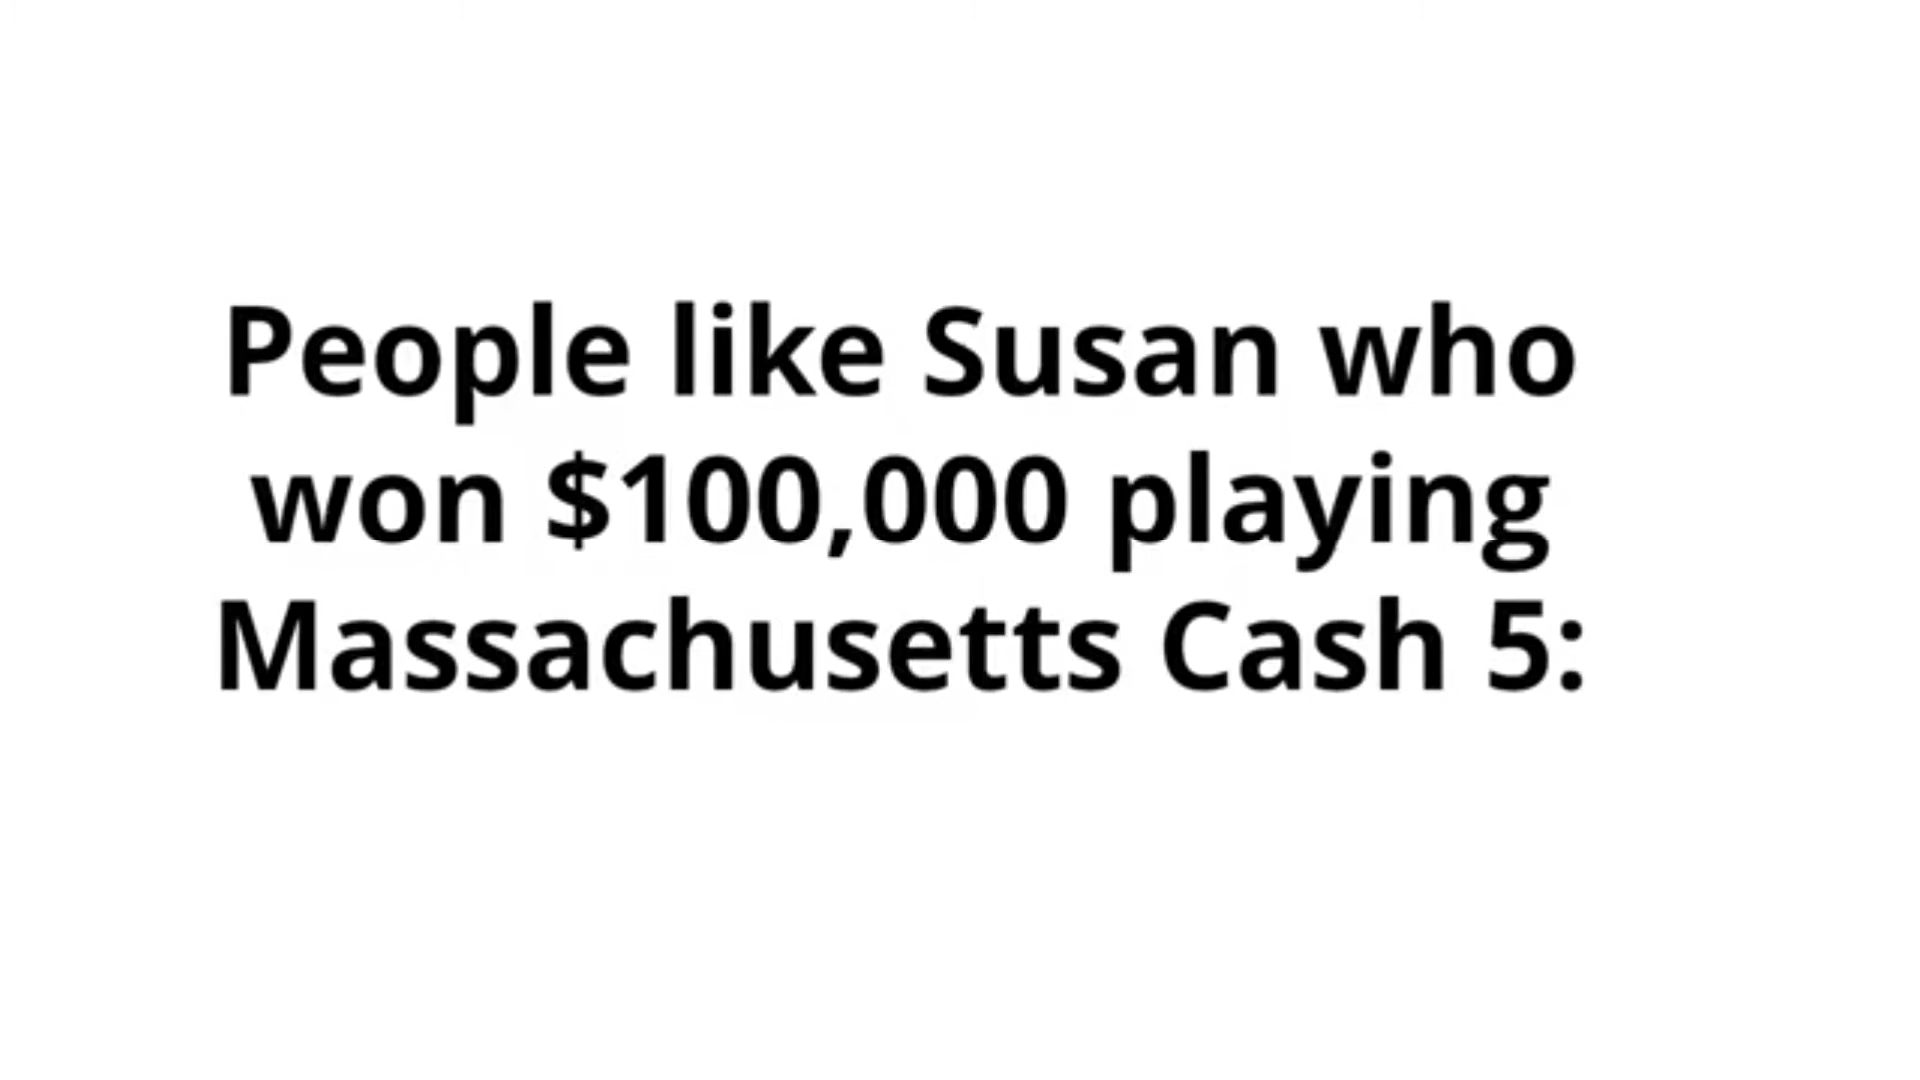 People like Susan who
won $100,000 playing
Massachusetts Cash 5: